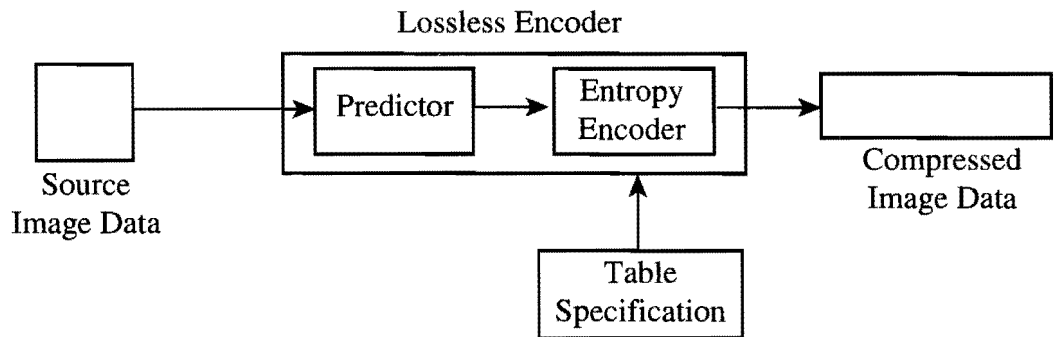 Lossless Encoder
Predictor
Entropy
Encoder
Source
Image Data
Compressed
Image Data
Table
Specification